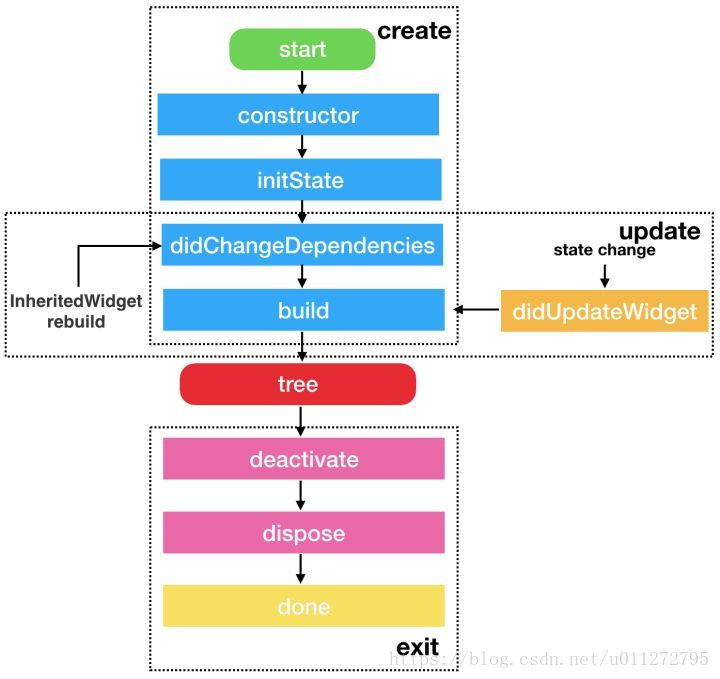 create
start
constructor
initState
update
state change
didChangeDependencies
InheritedWidget
rebuild
build
didUpdateWidget
tree
deactivate
dispose
done
exit
https://blog.csdn.net/u011272795